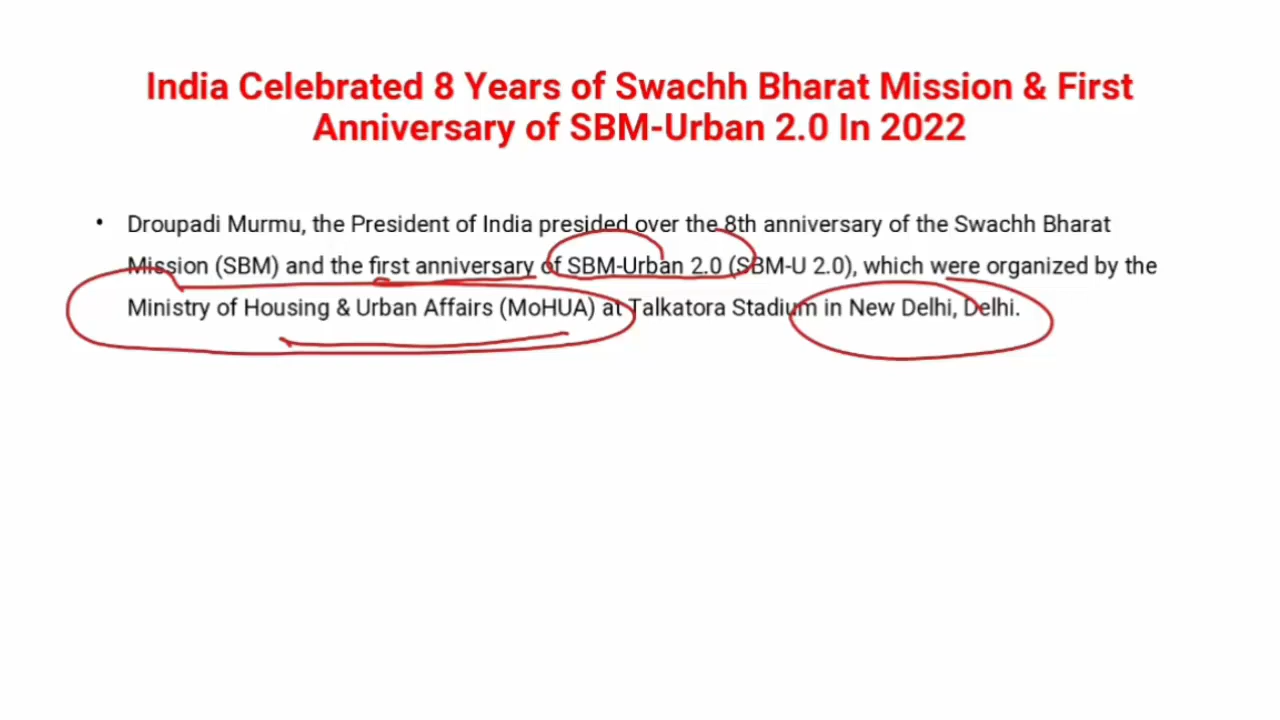 India Celebrated 8 Years of Swachh Bharat Mission & First
Anniversary of SBM-Urban 2.0 In 2022
• Droupadi Murmu, the President of India presided over the 8th anniversary of the Swachh Bharat
Mission (SBM) and the first anniversary of SBM-Urban 2.0 (SBM-U 2.0), which were organized by the
Ministry of Housing & Urban Affairs (MoHUA) at Talkatora Stadium in New Delhi, Delhi.